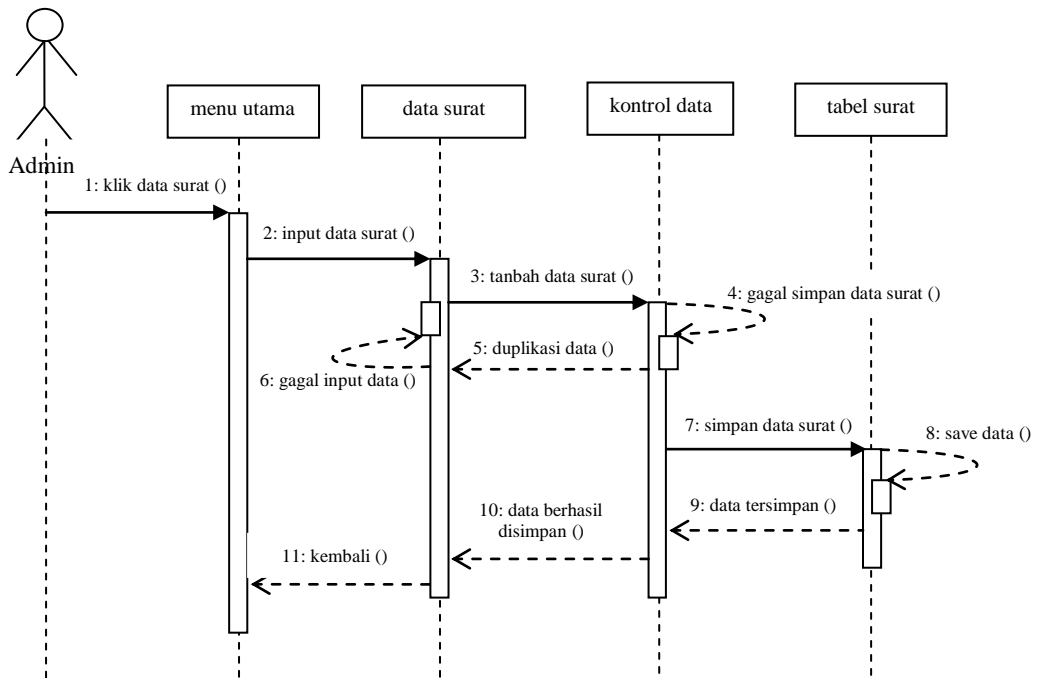 menu utama
data surat
kontrol data
tabel surat
Admin
1: klik data surat ()
2: input data surat ()
3: tanbah data surat ()
4: gagal simpan data surat ()
5: duplikasi data ()
6: gagal input data ()
7: simpan data surat ()
8: save data ()
9: data tersimpan ()
10: data berhasil
disimpan ()
11: kembali ()